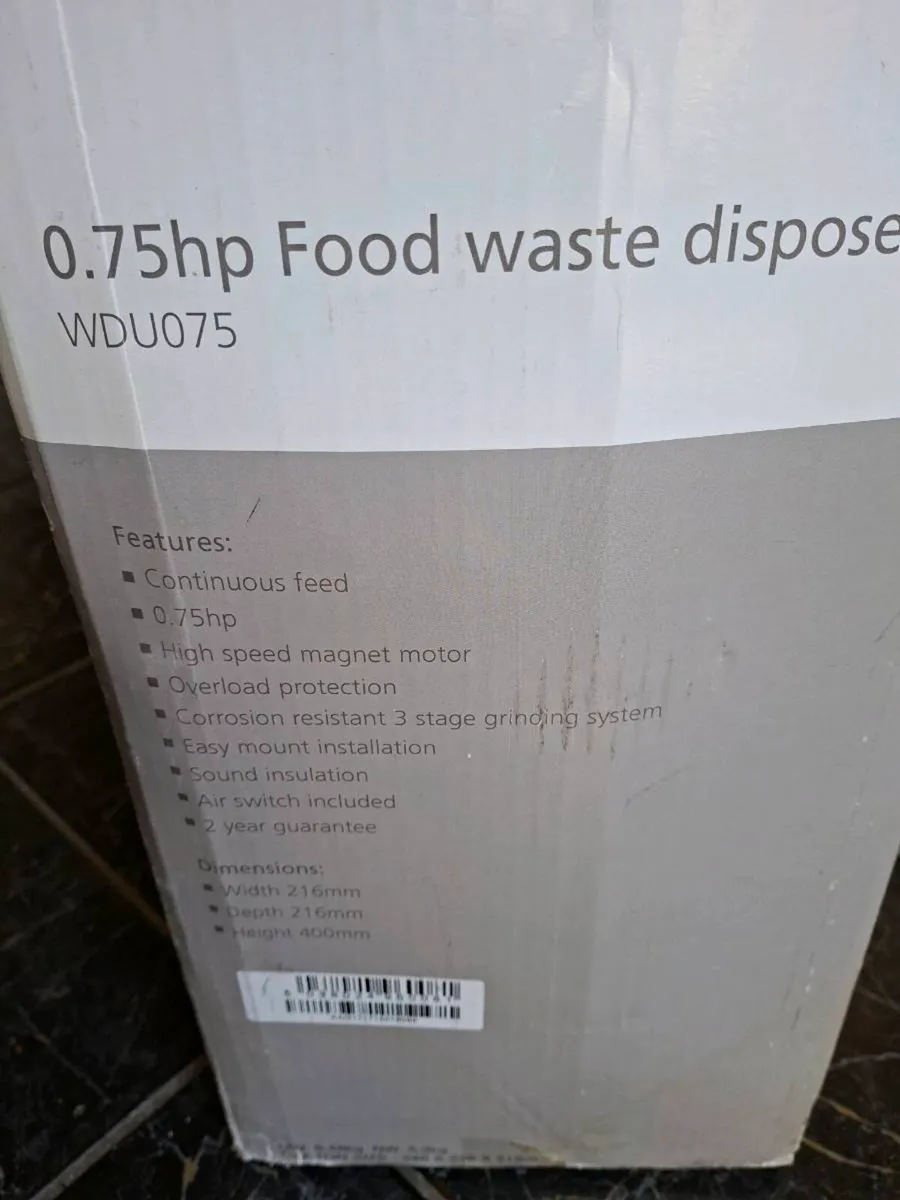 0.75hp Food waste dispose
WDU075
Features:
▪ Continuous feed
▪ 0.75hp
▪ High speed magnet motor
▪ Overload protection
▪ Corrosion resistant 3 stage grinding system
▪ Easy mount installation
▪ Sound insulation
▪ Air switch included
▪ 2 year guarantee
Dimensions:
▪ Width 216mm
▪ Depth 216mm
▪ Height 400mm